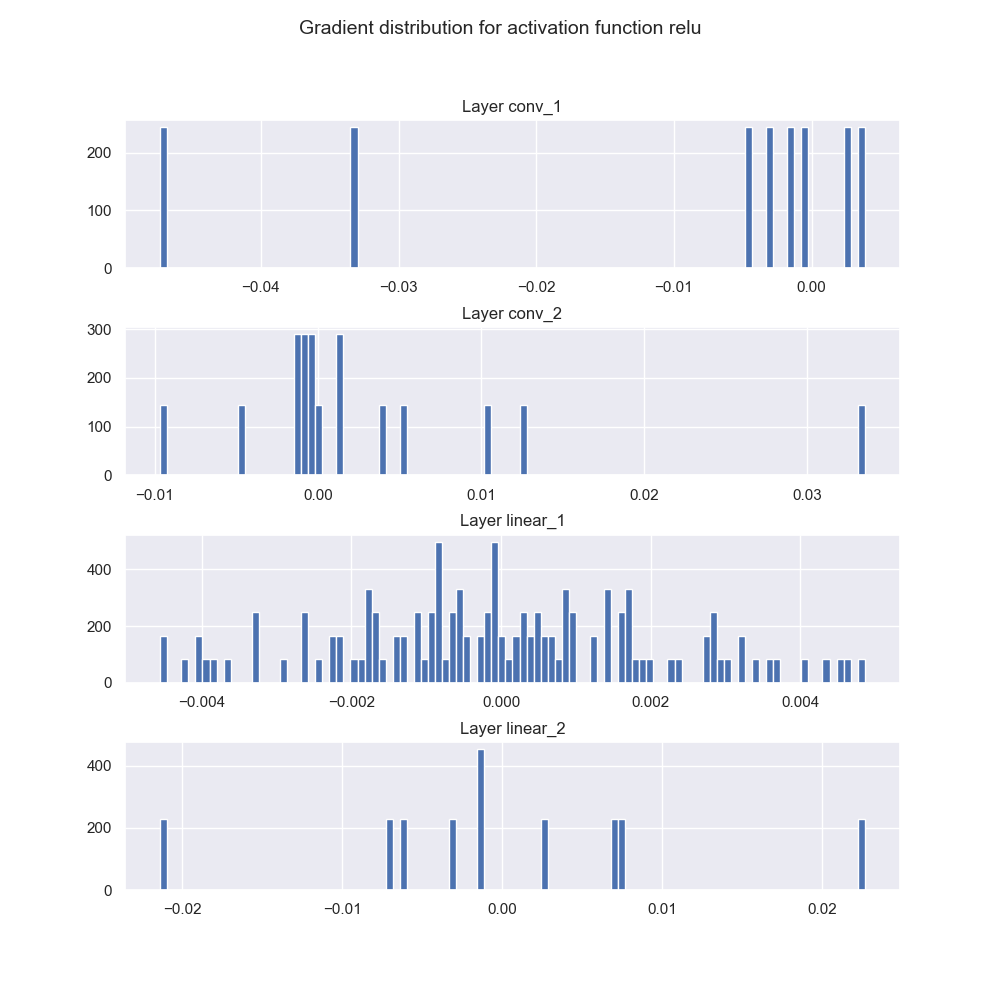 Gradient distribution for activation function relu
Layer conv_1
200
100
0
−0.04 −0.03 −0.02 −0.01 0.00
Layer conv_2
300
200
100
0
−0.01 0.00 0.01 0.02 0.03
Layer linear_1
400
200
0
−0.004 −0.002 0.000 0.002 0.004
Layer linear_2
400
200
0
−0.02 −0.01 0.00 0.01 0.02